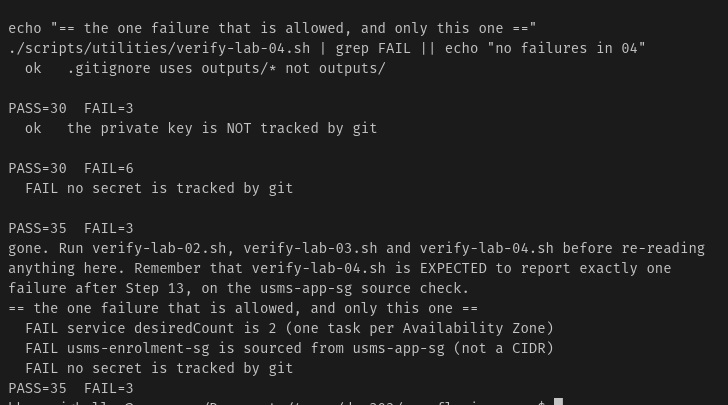 echo "== the one failure that is allowed, and only this one =="
./scripts/utilities/verify-lab-04.sh | grep FAIL || echo "no failures in 04"
ok .gitignore uses outputs/* not outputs/
PASS=30 FAIL=3
ok the private key is NOT tracked by git
PASS=30 FAIL=6
FAIL no secret is tracked by git
PASS=35 FAIL=3
gone. Run verify-lab-02.sh, verify-lab-03.sh and verify-lab-04.sh before re-reading
anything here. Remember that verify-lab-04.sh is EXPECTED to report exactly one
failure after Step 13, on the usms-app-sg source check.
== the one failure that is allowed, and only this one ==
FAIL service desiredCount is 2 (one task per Availability Zone)
FAIL usms-enrolment-sg is sourced from usms-app-sg (not a CIDR)
FAIL no secret is tracked by git
PASS=35 FAIL=3